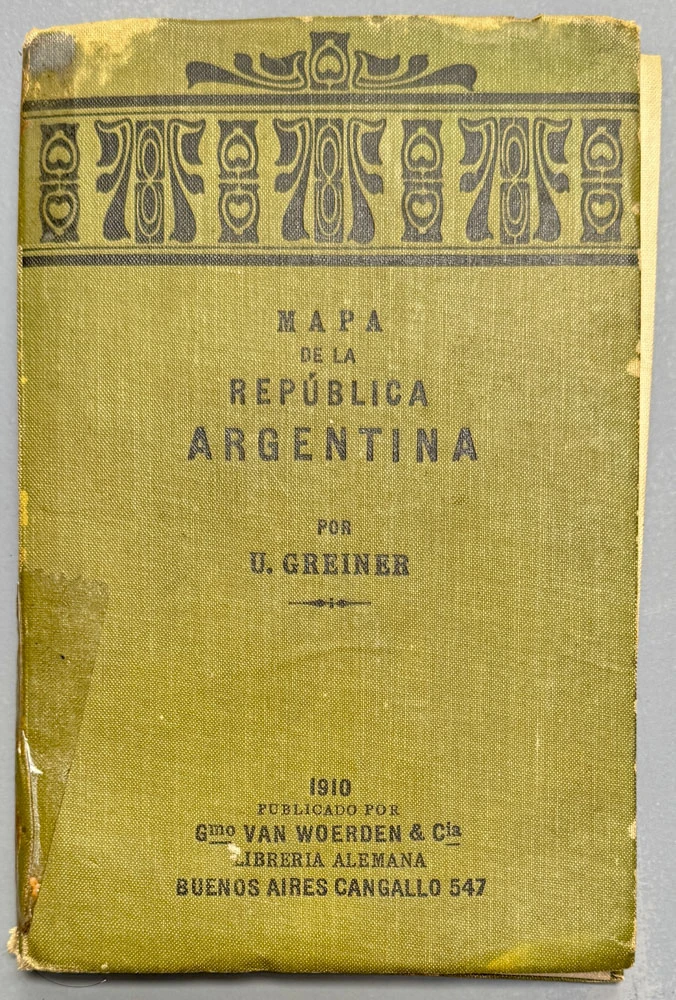 MAPA
DE LA
REPÚBLICA
ARGENTINA
POR
U. GREINER
1910
PUBLICADO POR
Gmo VAN WOERDEN & Cia
LIBRERIA ALEMANA
BUENOS AIRES CANGALLO 547